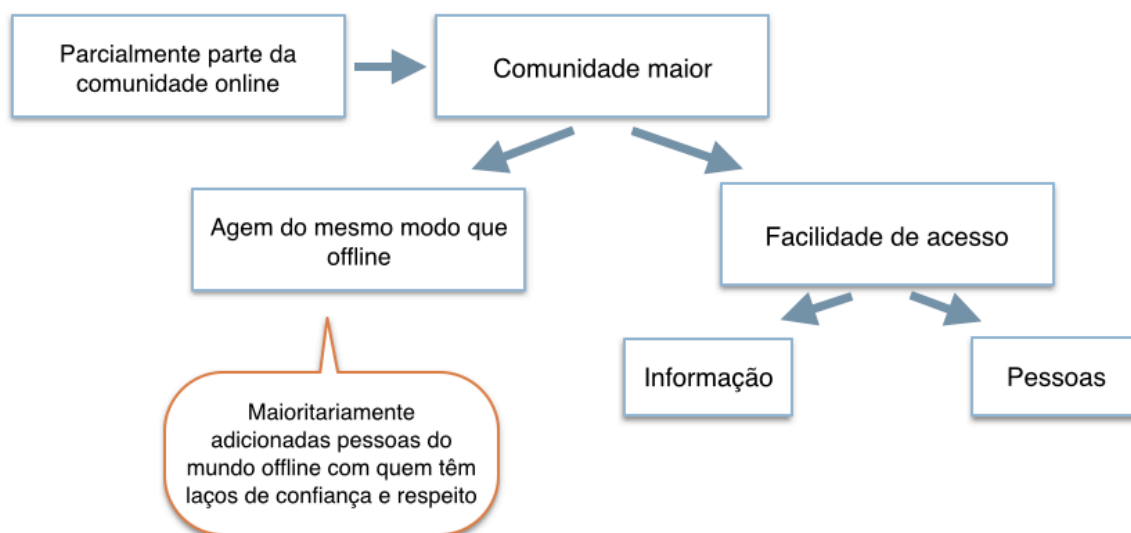 Parcialmente parte da
comunidade online
Comunidade maior
Agem do mesmo modo que
offline
Facilidade de acesso
Informação
Pessoas
Maioritariamente
adicionadas pessoas do
mundo offline com quem têm
laços de confiança e respeito